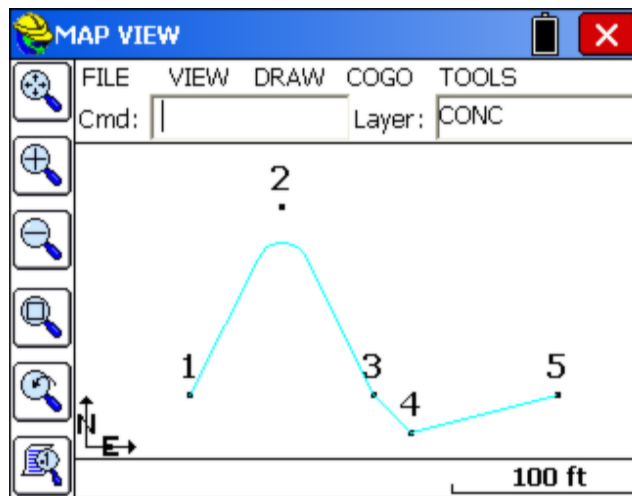 MAP VIEW
FILE VIEW DRAW COGO TOOLS
Cmd: Layer: CONC
2
1 3 5
4
N
E
100 ft